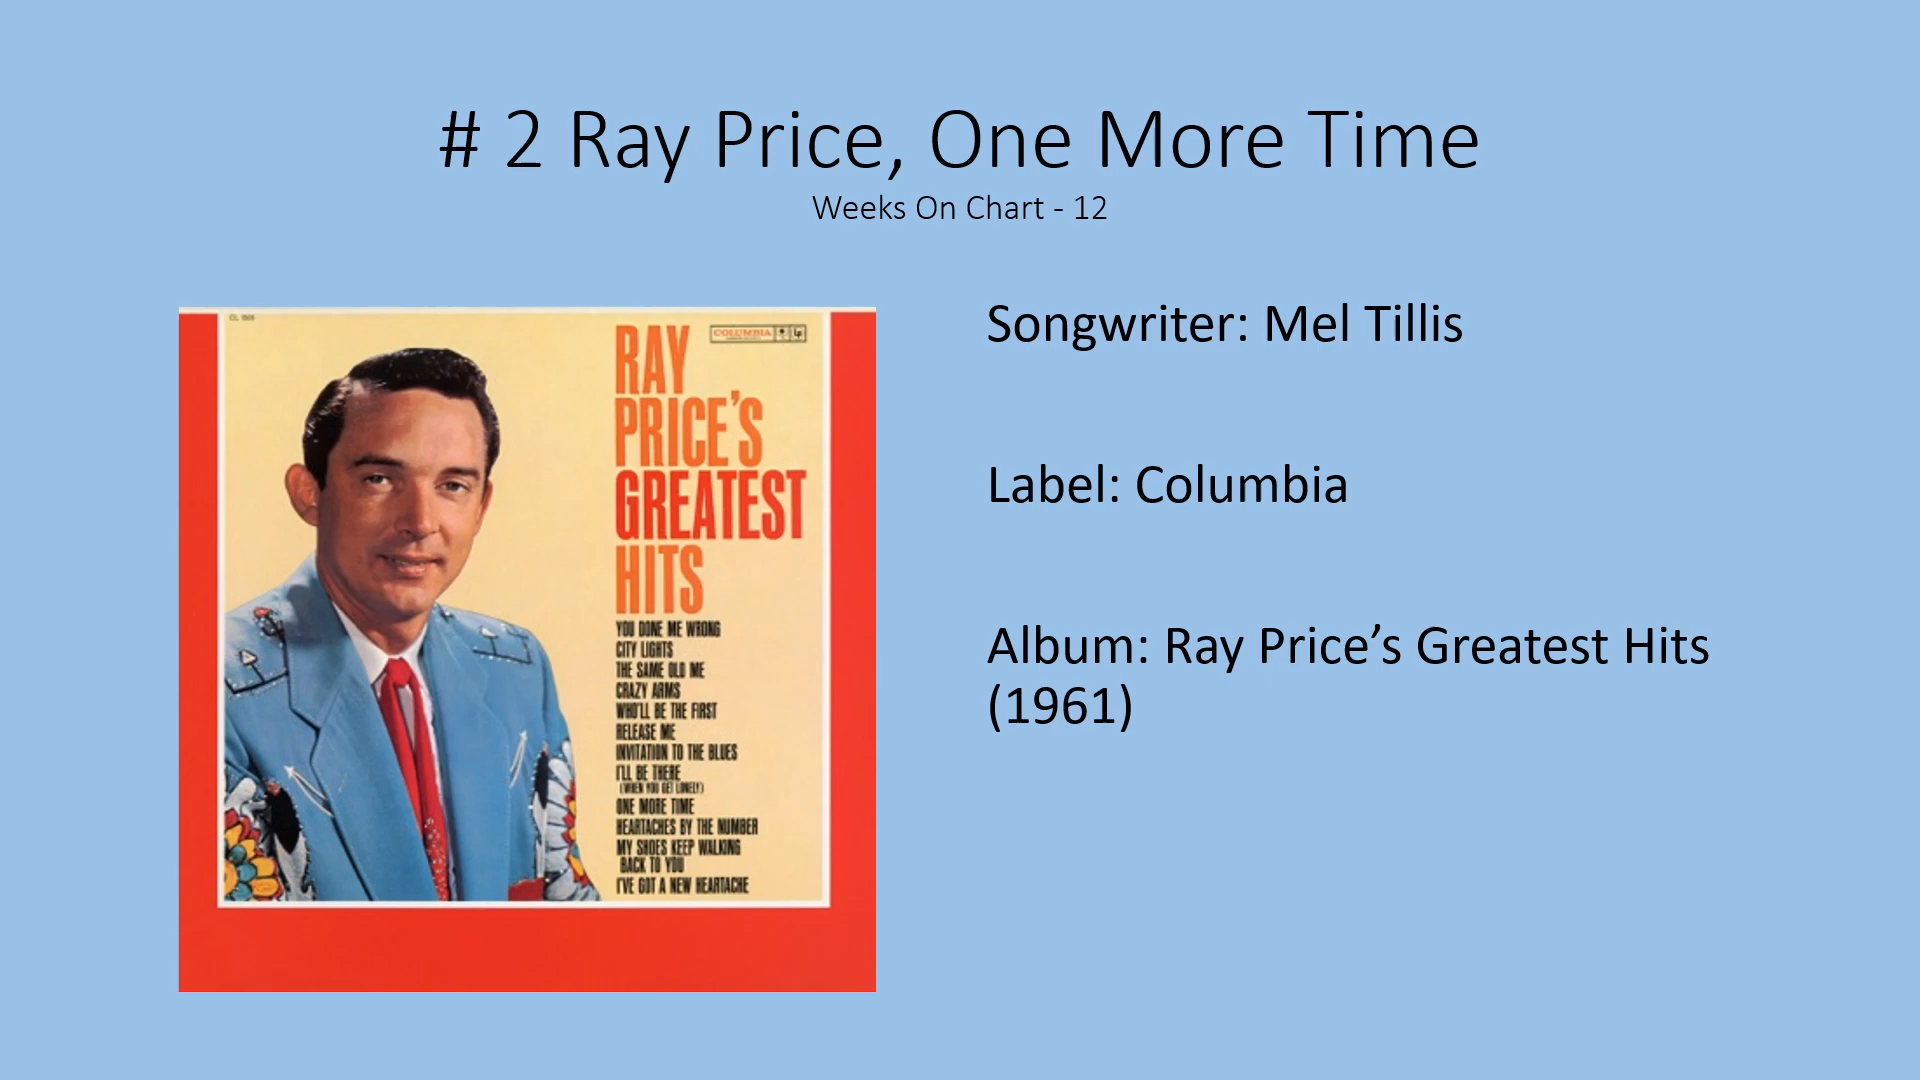 # 2 Ray Price, One More Time
Weeks On Chart - 12
CL 1566
COLUMBIA
RAY
PRICE'S
GREATEST
HITS
YOU DONE ME WRONG
CITY LIGHTS
THE SAME OLD ME
CRAZY ARMS
WHO'LL BE THE FIRST
RELEASE ME
INVITATION TO THE BLUES
I'LL BE THERE
(WHEN YOU GET LONELY)
ONE MORE TIME
HEARTACHES BY THE NUMBER
MY SHOES KEEP WALKING
BACK TO YOU
I'VE GOT A NEW HEARTACHE
Songwriter: Mel Tillis
Label: Columbia
Album: Ray Price’s Greatest Hits
(1961)